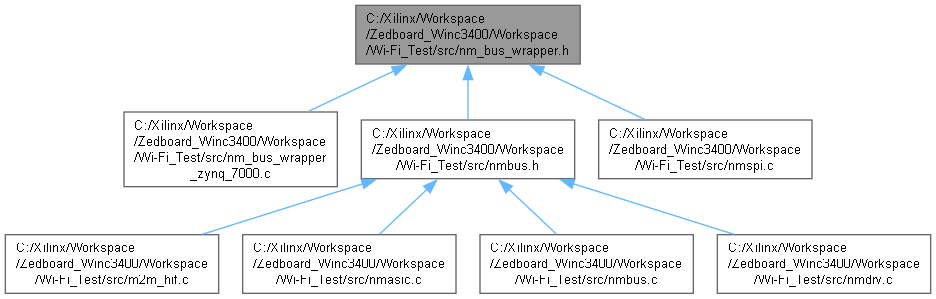 C:/Xilinx/Workspace
/Zedboard_Winc3400/Workspace
/Wi-Fi_Test/src/nm_bus_wrapper.h
C:/Xilinx/Workspace
/Zedboard_Winc3400/Workspace
/Wi-Fi_Test/src/nm_bus_wrapper
_zynq_7000.c
C:/Xilinx/Workspace
/Zedboard_Winc3400/Workspace
/Wi-Fi_Test/src/nmbus.h
C:/Xilinx/Workspace
/Zedboard_Winc3400/Workspace
/Wi-Fi_Test/src/nmspi.c
C:/Xilinx/Workspace
/Zedboard_Winc3400/Workspace
/Wi-Fi_Test/src/m2m_hif.c
C:/Xilinx/Workspace
/Zedboard_Winc3400/Workspace
/Wi-Fi_Test/src/nmasic.c
C:/Xilinx/Workspace
/Zedboard_Winc3400/Workspace
/Wi-Fi_Test/src/nmbus.c
C:/Xilinx/Workspace
/Zedboard_Winc3400/Workspace
/Wi-Fi_Test/src/nmdrv.c